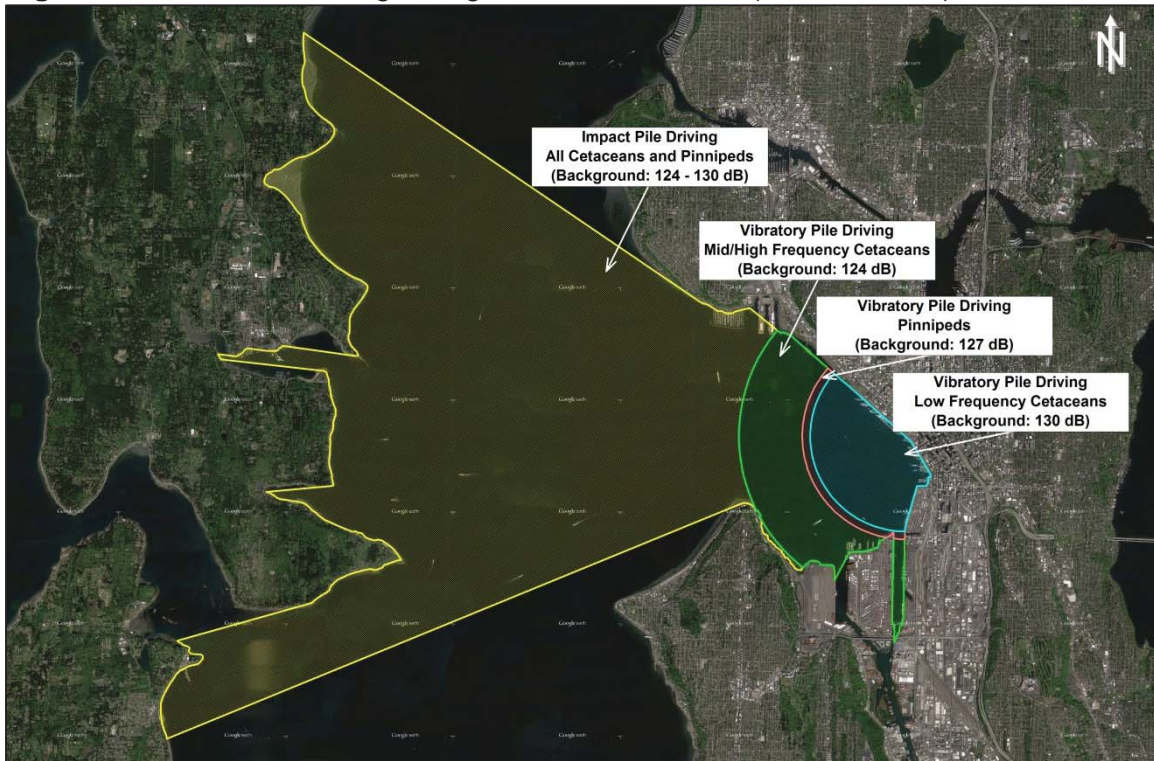 N
Impact Pile Driving
All Cetaceans and Pinnipeds
(Background: 124 - 130 dB)
Vibratory Pile Driving
Mid/High Frequency Cetaceans
(Background: 124 dB)
Vibratory Pile Driving
Pinnipeds
(Background: 127 dB)
Vibratory Pile Driving
Low Frequency Cetaceans
(Background: 130 dB)